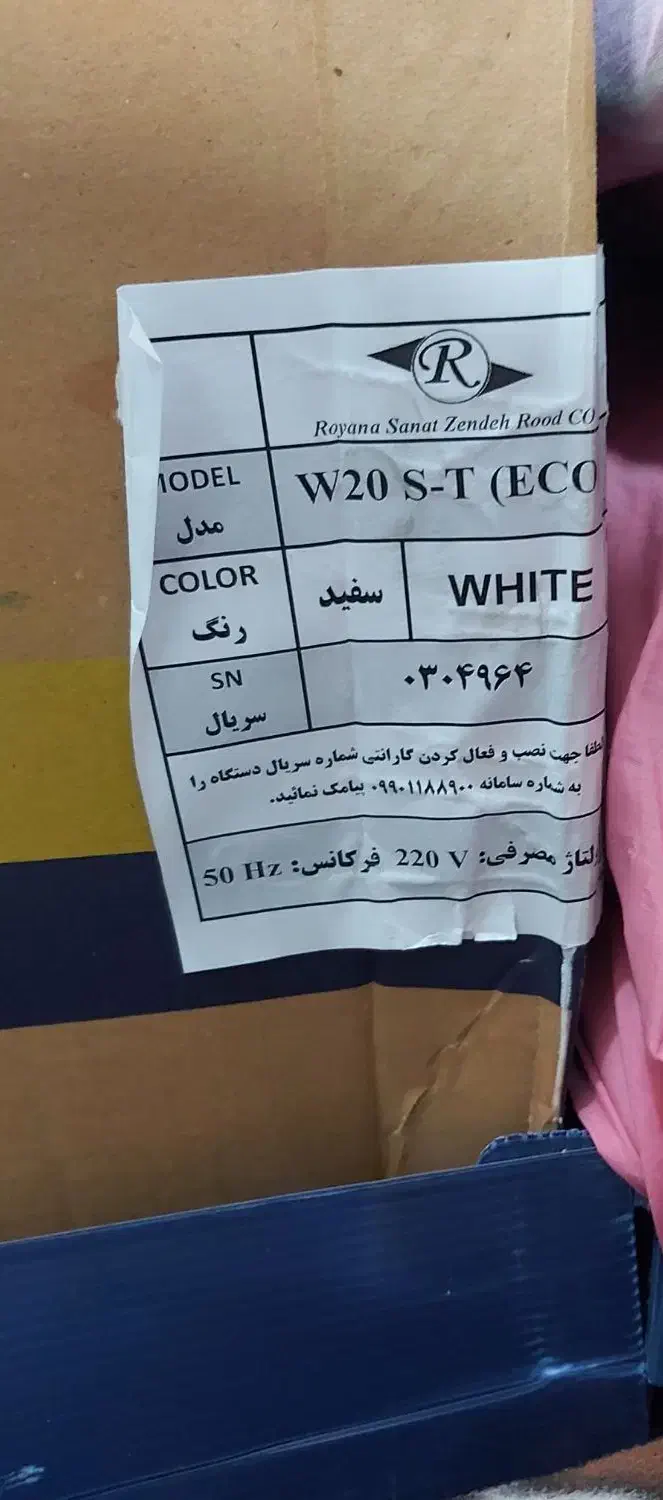 R
Royana Sanat Zendeh Rood CO
MODEL
مدل
W20 S-T (ECO
COLOR
رنگ
سفید
WHITE
SN
سریال
۰۳۰۴۹۶۴
لطفا جهت نصب و فعال کردن گارانتی شماره سریال دستگاه را
به شماره سامانه ۰۹۹۰۱۱۸۸۹۰۰ پیامک نمائید.
ولتاژ مصرفی: 220 V فرکانس: 50 Hz